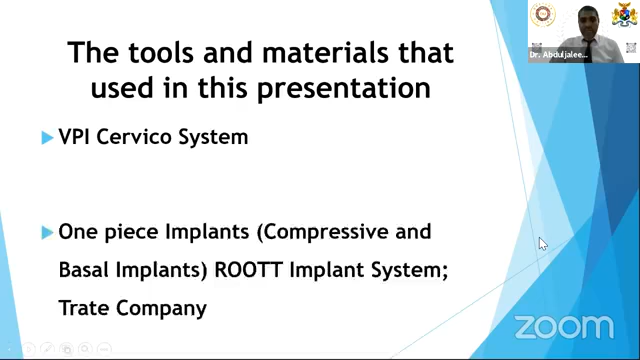 The tools and materials that
used in this presentation
VPI Cervico System
One piece Implants (Compressive and
Basal Implants) ROOTT Implant System;
Trate Company
Dr. Abduljalee...
zoom